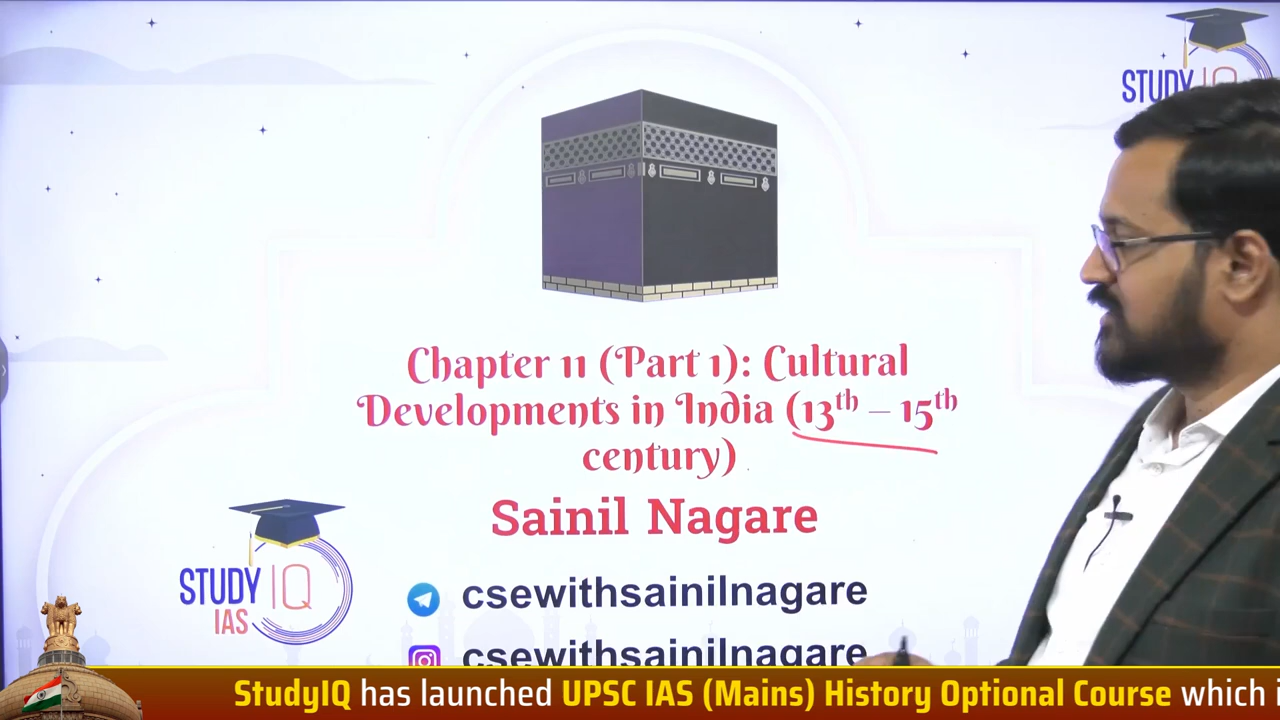 STUDY IQ
Chapter 11 (Part 1): Cultural
Developments in India (13th – 15th
century)
Sainil Nagare
STUDY IQ
IAS
csewithsainilnagare
csewithsainilnagare
StudyIQ has launched UPSC IAS (Mains) History Optional Course which i